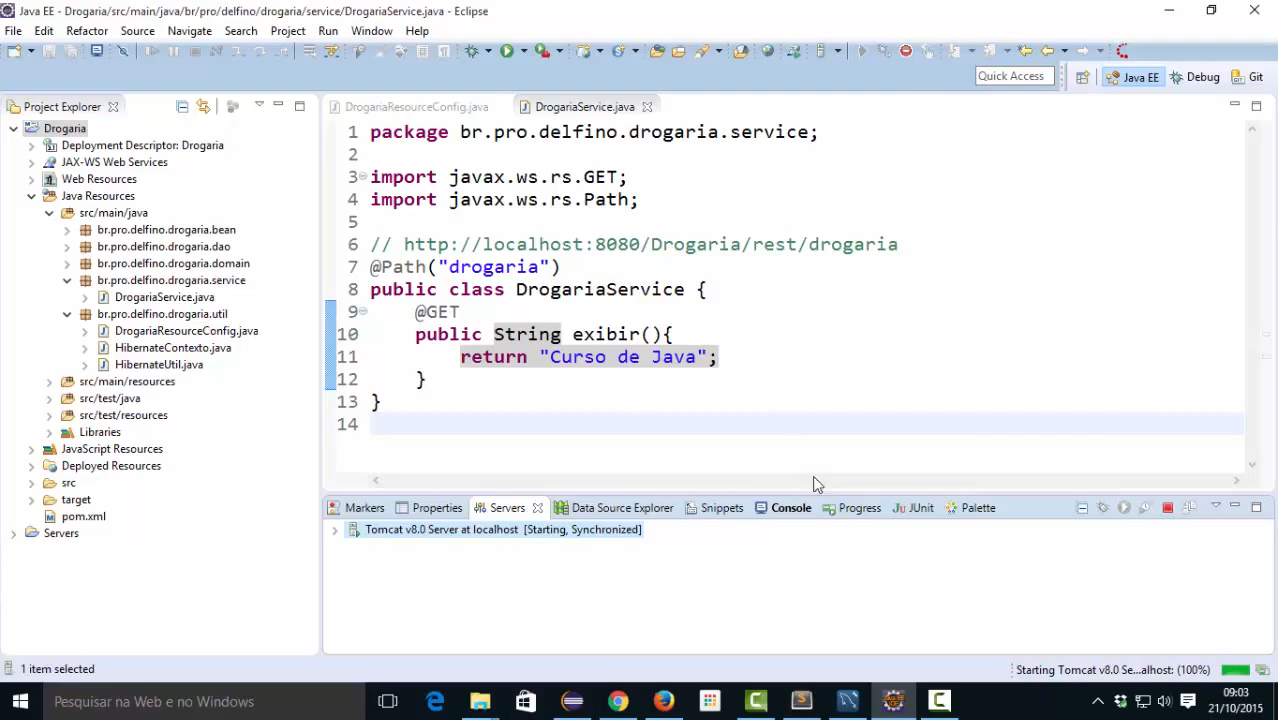 Java EE - Drogaria/src/main/java/br/pro/delfino/drogaria/service/DrogariaService.java - Eclipse
File Edit Refactor Source Navigate Search Project Run Window Help
Quick Access
Java EE
Debug
Git
Project Explorer
Drogaria
Deployment Descriptor: Drogaria
JAX-WS Web Services
Web Resources
Java Resources
src/main/java
br.pro.delfino.drogaria.bean
br.pro.delfino.drogaria.dao
br.pro.delfino.drogaria.domain
br.pro.delfino.drogaria.service
DrogariaService.java
br.pro.delfino.drogaria.util
DrogariaResourceConfig.java
HibernateContexto.java
HibernateUtil.java
src/main/resources
src/test/java
src/test/resources
Libraries
JavaScript Resources
Deployed Resources
src
target
pom.xml
Servers
DrogariaResourceConfig.java DrogariaService.java
1 package br.pro.delfino.drogaria.service;
2
3 import javax.ws.rs.GET;
4 import javax.ws.rs.Path;
5
6 // http://localhost:8080/Drogaria/rest/drogaria
7 @Path("drogaria")
8 public class DrogariaService {
9 @GET
10 public String exibir(){
11 return "Curso de Java";
12 }
13 }
14
Markers Properties Servers Data Source Explorer Snippets Console Progress JUnit Palette
Tomcat v8.0 Server at localhost [Starting, Synchronized]
1 item selected
Starting Tomcat v8.0 Se...alhost: (100%)
Pesquisar na Web e no Windows
09:03
21/10/2015